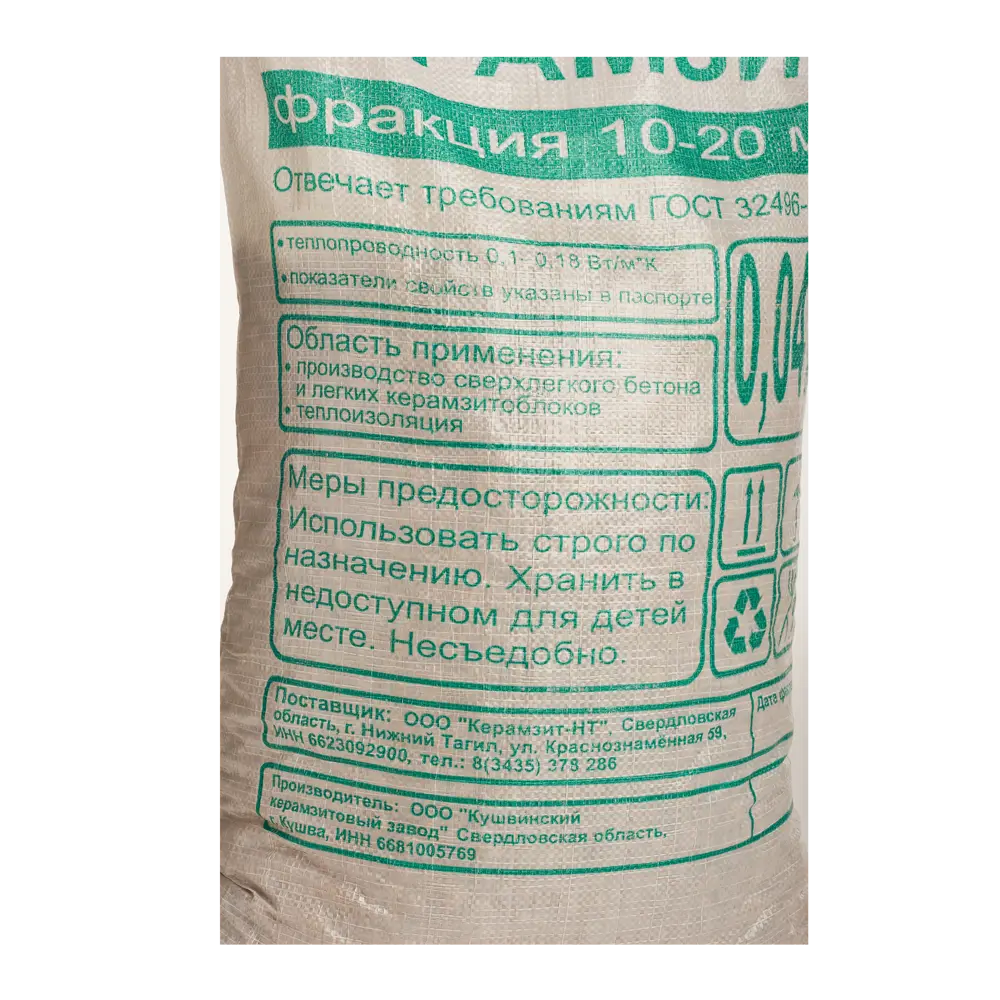 фракция 10-20
Отвечает требованиям ГОСТ 32496-
•теплопроводность 0,1- 0,18 Вт/м*К
•показатели свойств указаны в паспорте
0,04
Область применения:
• производство сверхлегкого бетона
и легких керамзитоблоков
• теплоизоляция
Меры предосторожности:
Использовать строго по
назначению. Хранить в
недоступном для детей
месте. Несъедобно.
Поставщик: ООО "Керамзит-НТ". Свердловская
область, г. Нижний Тагил, ул. Краснознамённая 59,
ИНН 6623092900, тел.: 8(3435) 378 286
Дата
Производитель: ООО "Кушвинский
керамзитовый завод" Свердловская область,
г.Кушва, ИНН 6681005769